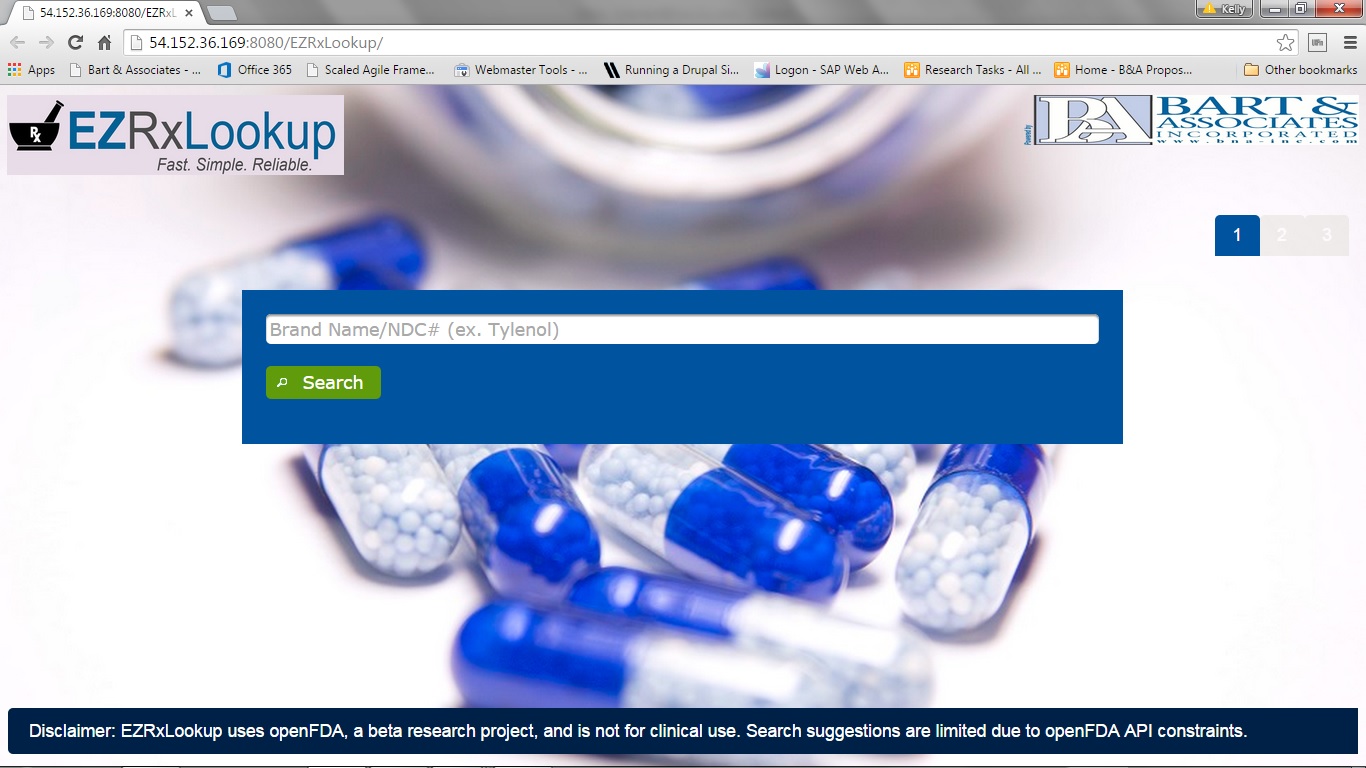 54.152.36.169:8080/EZRxL
Kelly
54.152.36.169:8080/EZRxLookup/
Apps
Bart & Associates - ...
Office 365
Scaled Agile Frame...
Webmaster Tools - ...
Running a Drupal Si...
Logon - SAP Web A...
Research Tasks - All ...
Home - B&A Propos...
Other bookmarks
Rx
EZRxLookup
Fast. Simple. Reliable.
Powered by
BA
BART &
ASSOCIATES
INCORPORATED
www.bna-inc.com
1 2 3
Brand Name/NDC# (ex. Tylenol)
Search
Disclaimer: EZRxLookup uses openFDA, a beta research project, and is not for clinical use. Search suggestions are limited due to openFDA API constraints.